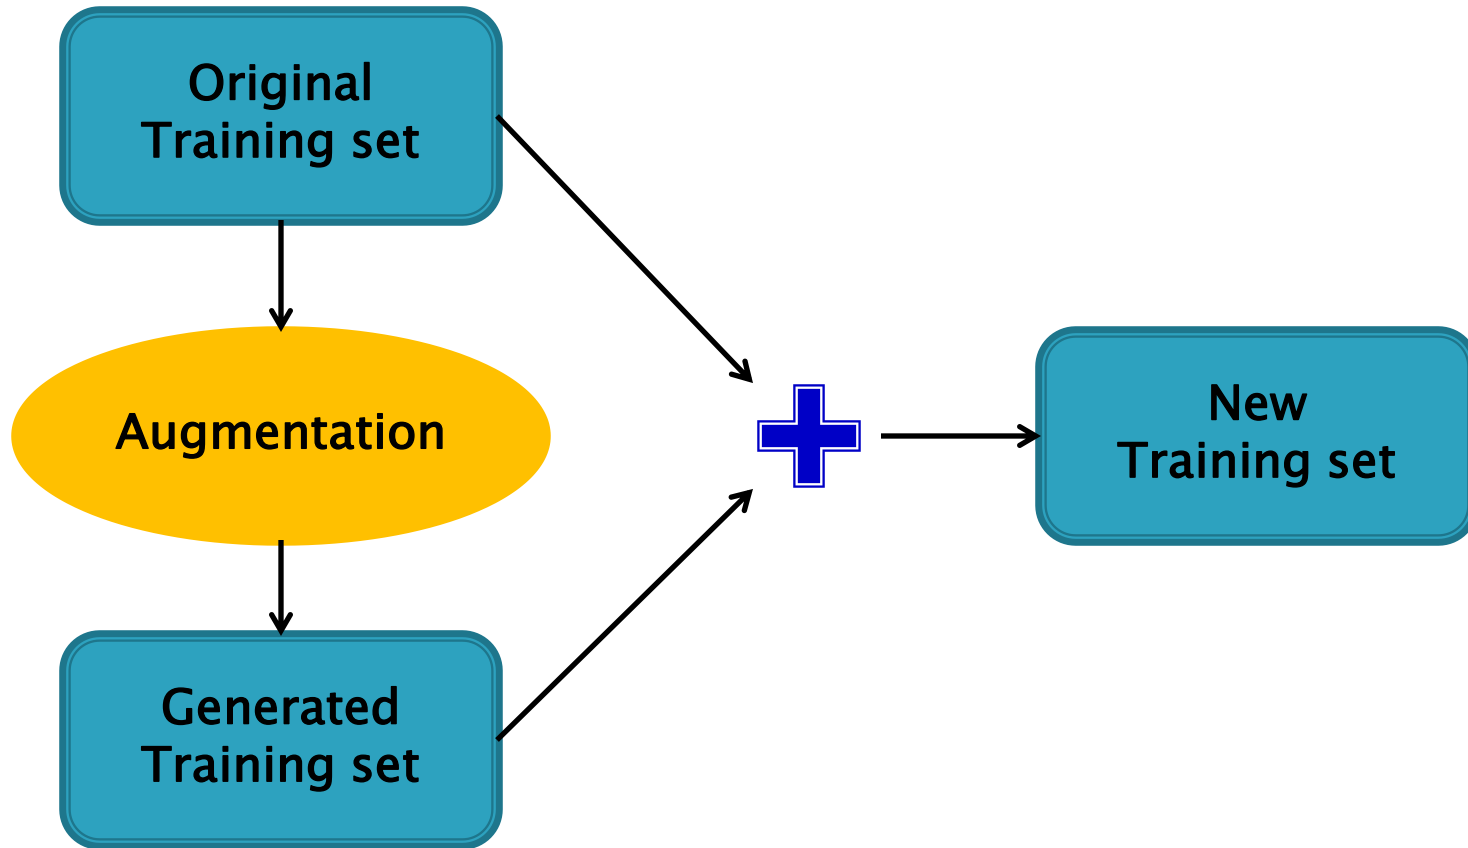 Original
Training set
Augmentation
New
Training set
Generated
Training set